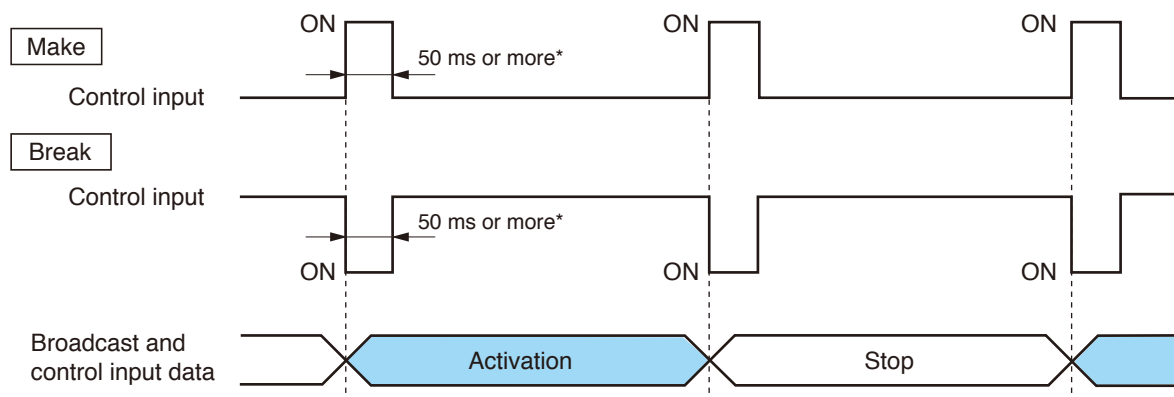 ON ON ON
Make
50 ms or more*
Control input
Break
Control input
50 ms or more*
ON ON ON
Broadcast and
control input data
Activation Stop